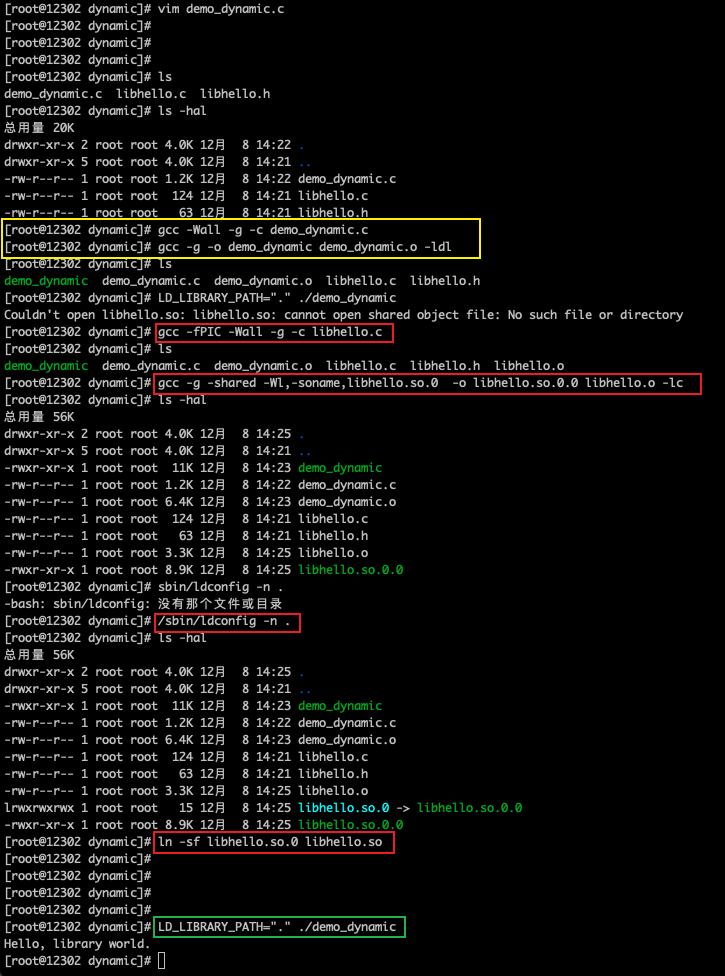 [root@12302 dynamic]# vim demo_dynamic.c
[root@12302 dynamic]#
[root@12302 dynamic]#
[root@12302 dynamic]#
[root@12302 dynamic]# ls
demo_dynamic.c  libhello.c  libhello.h
[root@12302 dynamic]# ls -hal
总用量 20K
drwxr-xr-x 2 root root 4.0K 12月  8 14:22 .
drwxr-xr-x 5 root root 4.0K 12月  8 14:21 ..
-rw-r--r-- 1 root root 1.2K 12月  8 14:22 demo_dynamic.c
-rw-r--r-- 1 root root  124 12月  8 14:21 libhello.c
-rw-r--r-- 1 root root   63 12月  8 14:21 libhello.h
[root@12302 dynamic]# gcc -Wall -g -c demo_dynamic.c
[root@12302 dynamic]# gcc -g -o demo_dynamic demo_dynamic.o -ldl
[root@12302 dynamic]# ls
demo_dynamic  demo_dynamic.c  demo_dynamic.o  libhello.c  libhello.h
[root@12302 dynamic]# LD_LIBRARY_PATH="." ./demo_dynamic
Couldn't open libhello.so: libhello.so: cannot open shared object file: No such file or directory
[root@12302 dynamic]# gcc -fPIC -Wall -g -c libhello.c
[root@12302 dynamic]# ls
demo_dynamic  demo_dynamic.c  demo_dynamic.o  libhello.c  libhello.h  libhello.o
[root@12302 dynamic]# gcc -g -shared -Wl,-soname,libhello.so.0  -o libhello.so.0.0 libhello.o -lc
[root@12302 dynamic]# ls -hal
总用量 56K
drwxr-xr-x 2 root root 4.0K 12月  8 14:25 .
drwxr-xr-x 5 root root 4.0K 12月  8 14:21 ..
-rwxr-xr-x 1 root root  11K 12月  8 14:23 demo_dynamic
-rw-r--r-- 1 root root 1.2K 12月  8 14:22 demo_dynamic.c
-rw-r--r-- 1 root root 6.4K 12月  8 14:23 demo_dynamic.o
-rw-r--r-- 1 root root  124 12月  8 14:21 libhello.c
-rw-r--r-- 1 root root   63 12月  8 14:21 libhello.h
-rw-r--r-- 1 root root 3.3K 12月  8 14:25 libhello.o
-rwxr-xr-x 1 root root 8.9K 12月  8 14:25 libhello.so.0.0
[root@12302 dynamic]# sbin/ldconfig -n .
-bash: sbin/ldconfig: 没有那个文件或目录
[root@12302 dynamic]# /sbin/ldconfig -n .
[root@12302 dynamic]# ls -hal
总用量 56K
drwxr-xr-x 2 root root 4.0K 12月  8 14:25 .
drwxr-xr-x 5 root root 4.0K 12月  8 14:21 ..
-rwxr-xr-x 1 root root  11K 12月  8 14:23 demo_dynamic
-rw-r--r-- 1 root root 1.2K 12月  8 14:22 demo_dynamic.c
-rw-r--r-- 1 root root 6.4K 12月  8 14:23 demo_dynamic.o
-rw-r--r-- 1 root root  124 12月  8 14:21 libhello.c
-rw-r--r-- 1 root root   63 12月  8 14:21 libhello.h
-rw-r--r-- 1 root root 3.3K 12月  8 14:25 libhello.o
lrwxrwxrwx 1 root root   15 12月  8 14:25 libhello.so.0 -> libhello.so.0.0
-rwxr-xr-x 1 root root 8.9K 12月  8 14:25 libhello.so.0.0
[root@12302 dynamic]# ln -sf libhello.so.0 libhello.so
[root@12302 dynamic]#
[root@12302 dynamic]#
[root@12302 dynamic]#
[root@12302 dynamic]#
[root@12302 dynamic]# LD_LIBRARY_PATH="." ./demo_dynamic
Hello, library world.
[root@12302 dynamic]#